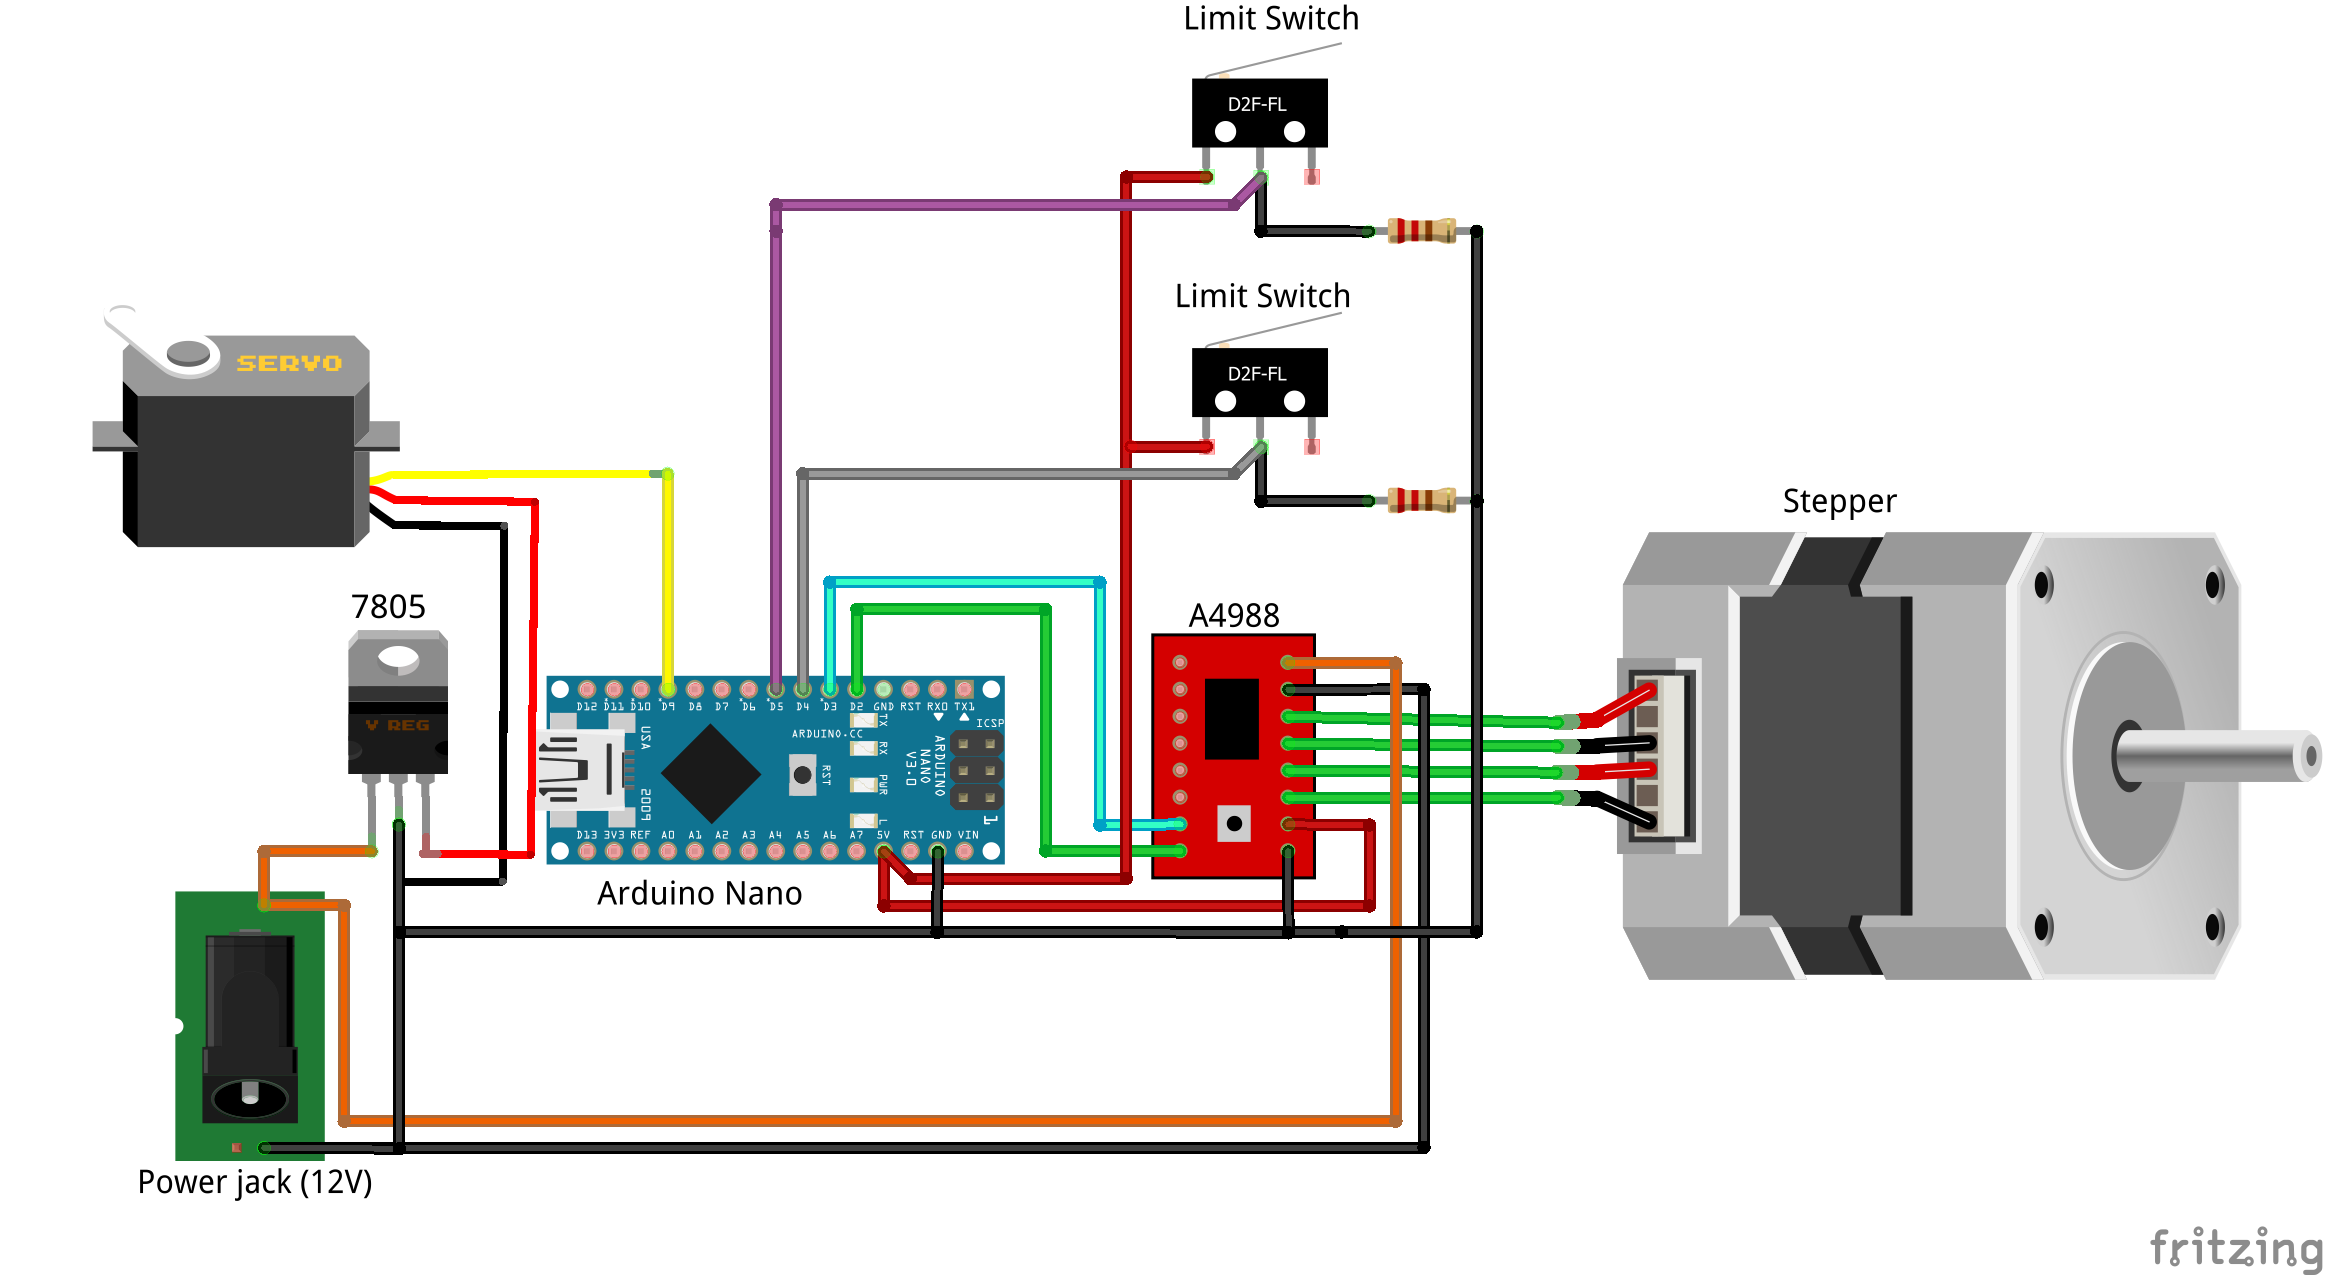 Limit Switch
D2F-FL
Limit Switch
D2F-FL
SERVO
Stepper
7805
A4988
V REG
D12 D11 D10 D9 D8 D7 D6 D5 D4 D3 D2 GND RST RX0 TX1
TX
RX
PWR
L
USA
2009
ARDUINO.CC
RST
ARDUINO
NANO
V3.0
ICSP
1
D13 3V3 REF A0 A1 A2 A3 A4 A5 A6 A7 5V RST GND VIN
Arduino Nano
Power jack (12V)
fritzing